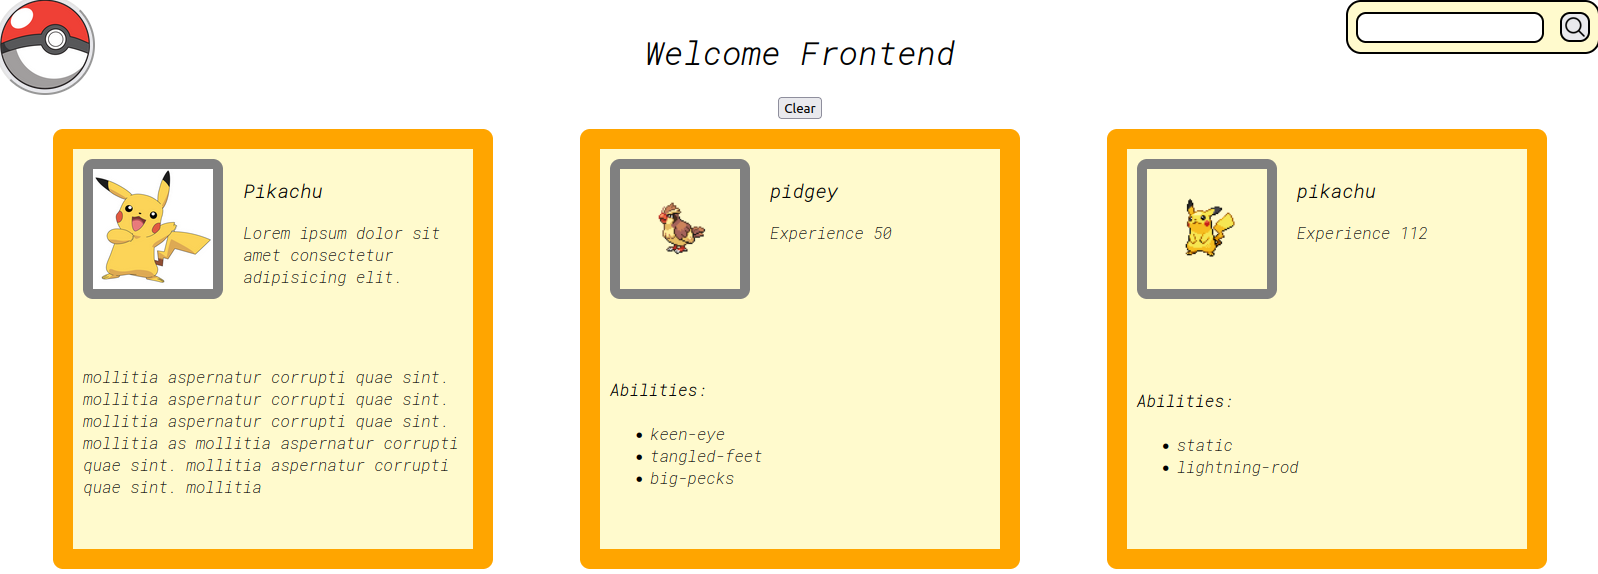 Welcome Frontend
Clear
Pikachu
Lorem ipsum dolor sit
amet consectetur
adipisicing elit.
mollitia aspernatur corrupti quae sint.
mollitia aspernatur corrupti quae sint.
mollitia aspernatur corrupti quae sint.
mollitia as mollitia aspernatur corrupti
quae sint. mollitia aspernatur corrupti
quae sint. mollitia
pidgey
Experience 50
Abilities:
• keen-eye
• tangled-feet
• big-pecks
pikachu
Experience 112
Abilities:
• static
• lightning-rod